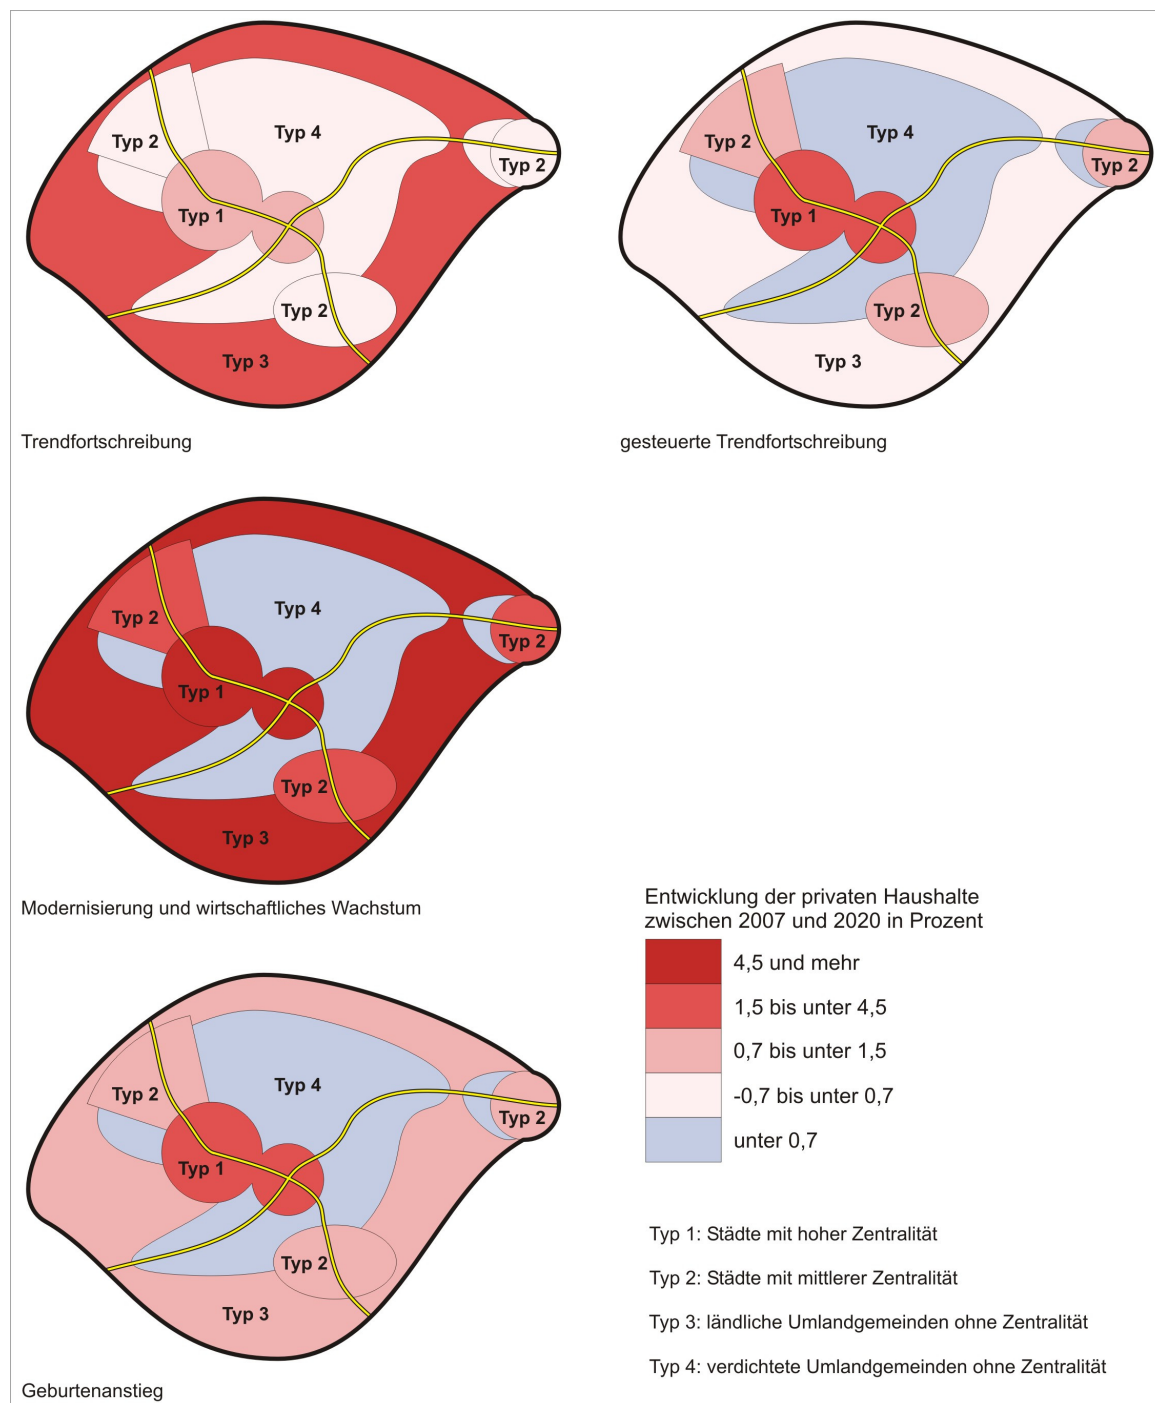 Typ 2
Typ 4
Typ 2
Typ 1
Typ 2
Typ 3
Trendfortschreibung
Typ 2
Typ 4
Typ 2
Typ 1
Typ 2
Typ 3
gesteuerte Trendfortschreibung
Typ 4
Typ 2
Typ 2
Typ 1
Typ 2
Typ 3
Modernisierung und wirtschaftliches Wachstum
Typ 4
Typ 2
Typ 2
Typ 1
Typ 2
Typ 3
Geburtenanstieg
Entwicklung der privaten Haushalte
zwischen 2007 und 2020 in Prozent
4,5 und mehr
1,5 bis unter 4,5
0,7 bis unter 1,5
-0,7 bis unter 0,7
unter 0,7
Typ 1: Städte mit hoher Zentralität
Typ 2: Städte mit mittlerer Zentralität
Typ 3: ländliche Umlandgemeinden ohne Zentralität
Typ 4: verdichtete Umlandgemeinden ohne Zentralität